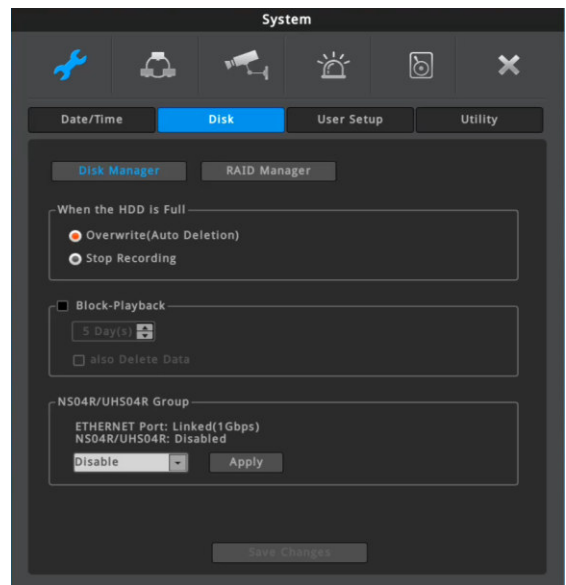 System
Date/Time Disk User Setup Utility
Disk Manager RAID Manager
When the HDD is Full
Overwrite(Auto Deletion)
Stop Recording
Block-Playback
5 Day(s)
also Delete Data
NS04R/UHS04R Group
ETHERNET Port: Linked(1Gbps)
NS04R/UHS04R: Disabled
Disable Apply
Save Changes